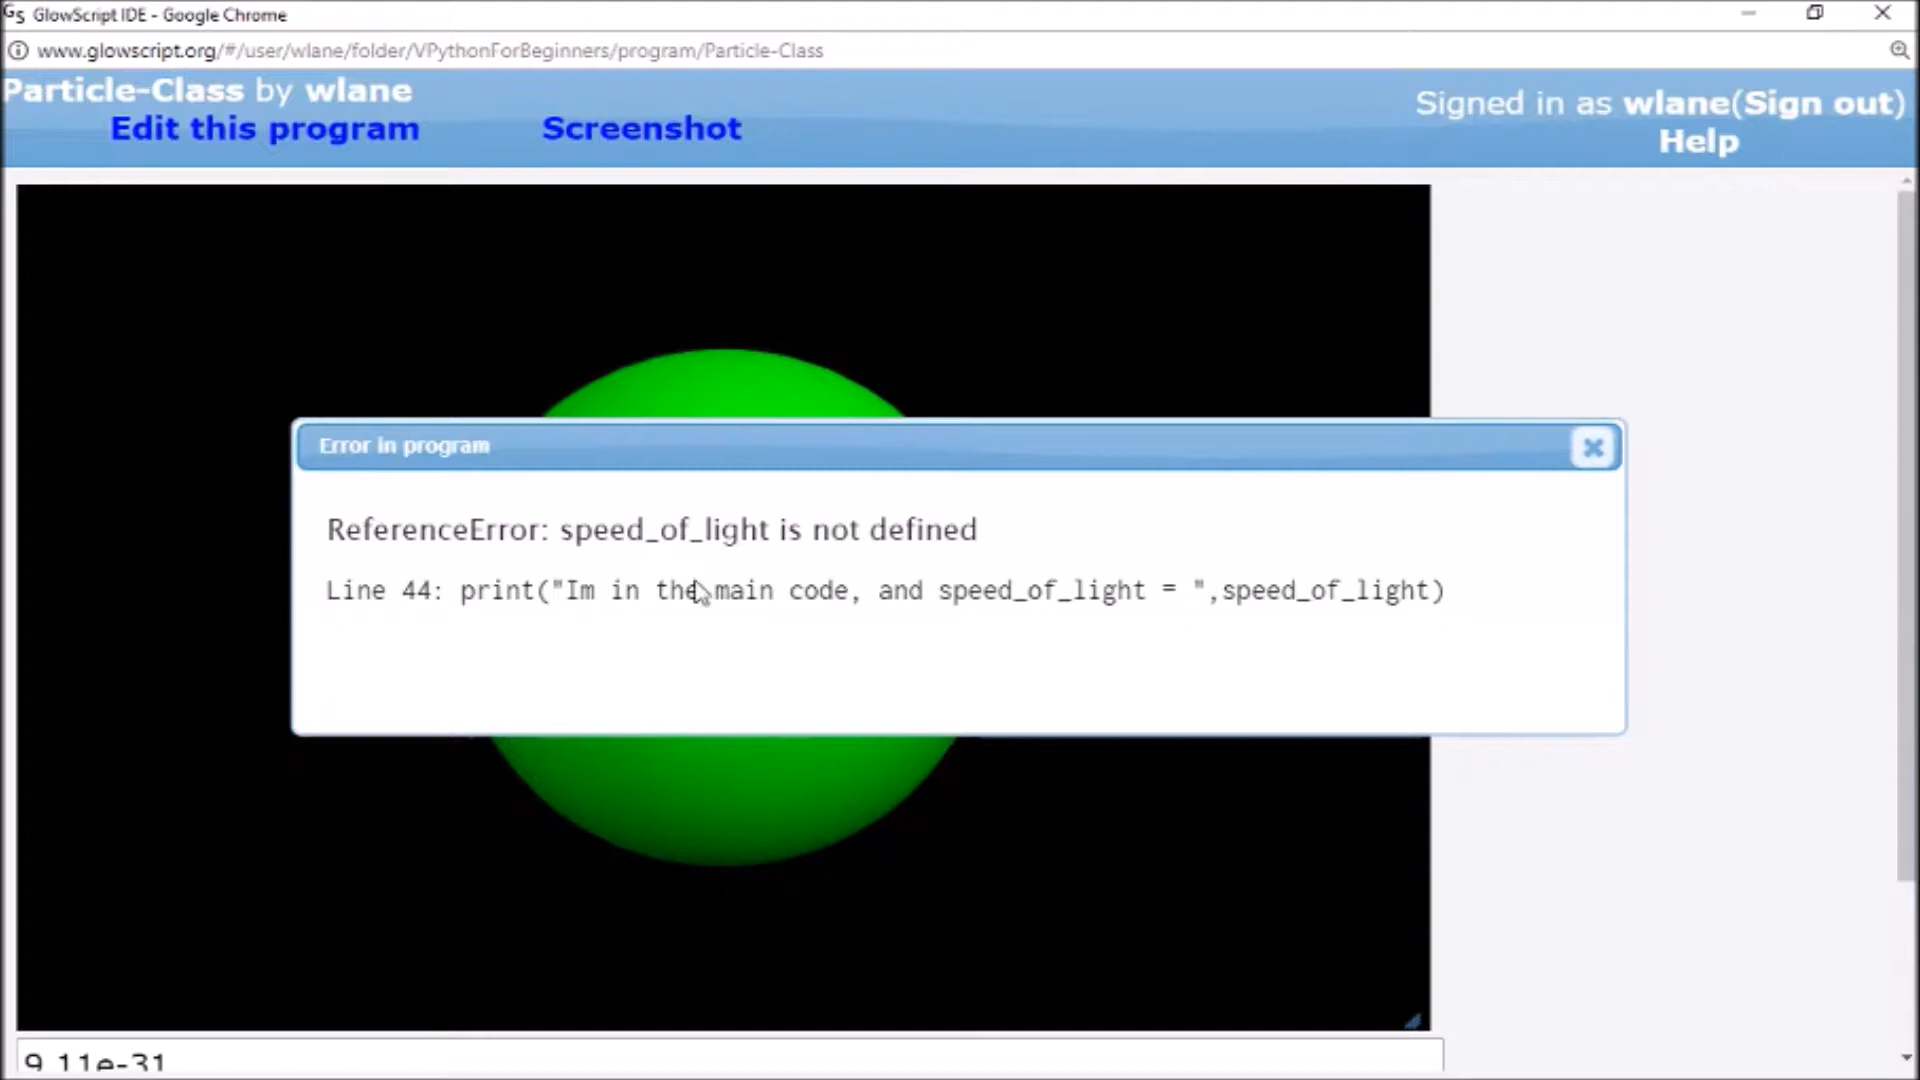 GS GlowScript IDE - Google Chrome
www.glowscript.org/#/user/wlane/folder/VPythonForBeginners/program/Particle-Class
Particle-Class by wlane
Signed in as wlane(Sign out)
Edit this program Screenshot
Help
Error in program
ReferenceError: speed_of_light is not defined
Line 44: print("Im in the main code, and speed_of_light = ",speed_of_light)
9.11e-31